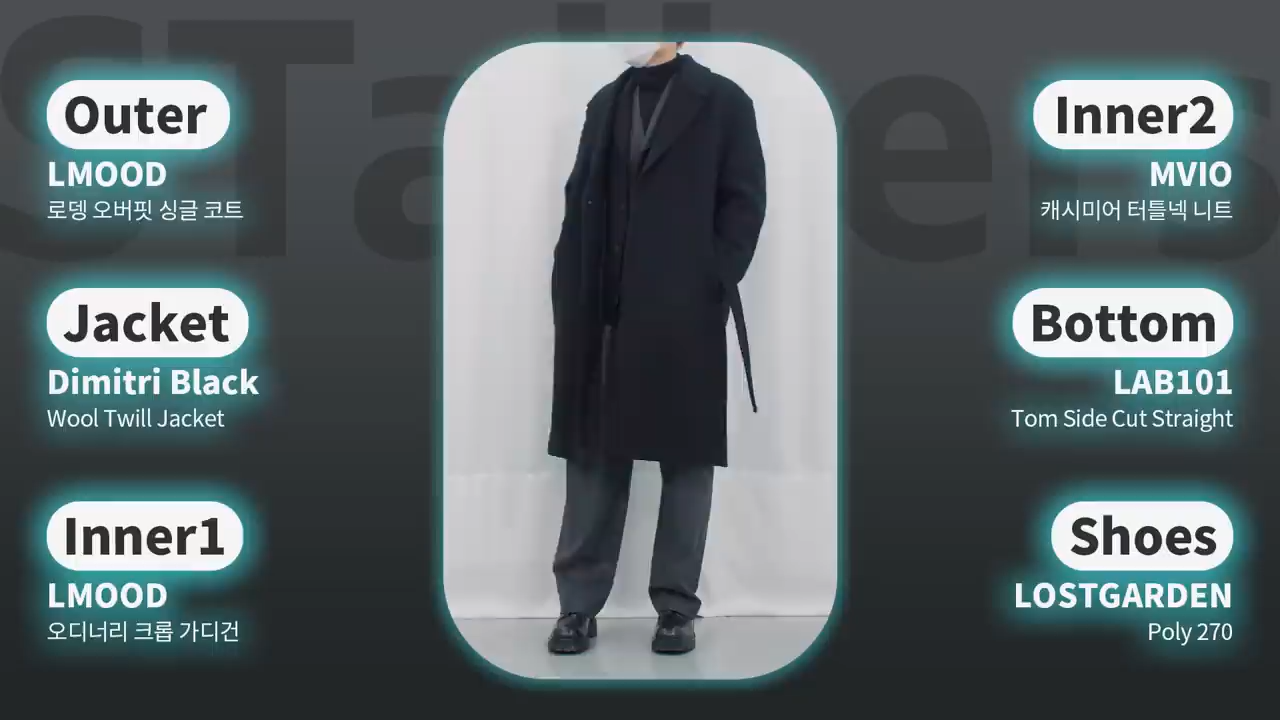 STailers
Outer
LMOOD
로뎅 오버핏 싱글 코트
Jacket
Dimitri Black
Wool Twill Jacket
Inner1
LMOOD
오디너리 크롭 가디건
Inner2
MVIO
캐시미어 터틀넥 니트
Bottom
LAB101
Tom Side Cut Straight
Shoes
LOSTGARDEN
Poly 270